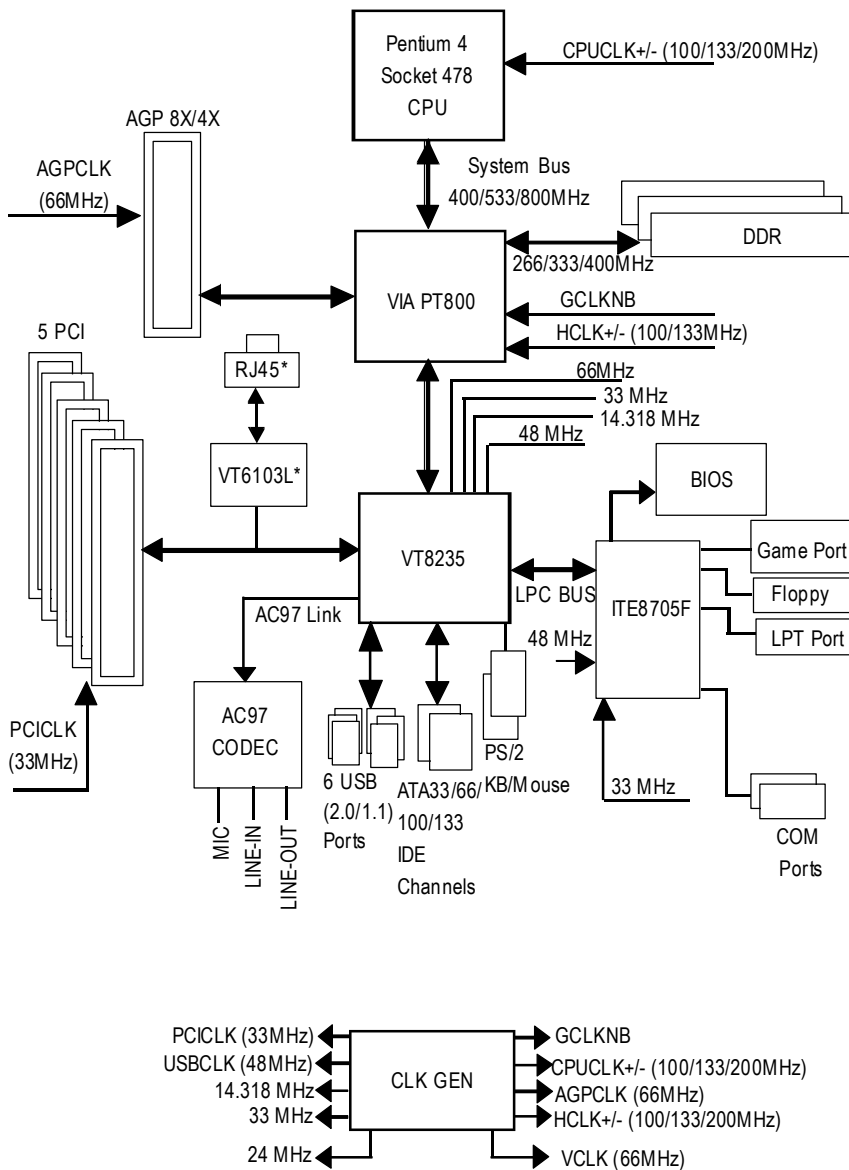 Pentium 4
Socket 478
CPU
CPUCLK+/- (100/133/200MHz)
AGP 8X/4X
AGPCLK
(66MHz)
System Bus
400/533/800MHz
DDR
266/333/400MHz
VIA PT800
GCLKNB
HCLK+/- (100/133MHz)
5 PCI
RJ45*
66MHz
33 MHz
14.318 MHz
48 MHz
VT6103L*
BIOS
VT8235
Game Port
LPC BUS
ITE8705F
Floppy
AC97 Link
LPT Port
48 MHz
PCICLK
(33MHz)
AC97
CODEC
PS/2
KB/Mouse
6 USB
(2.0/1.1)
Ports
ATA33/66/
100/133
IDE
Channels
33 MHz
MIC
LINE-IN
LINE-OUT
COM
Ports
PCICLK (33MHz)
USBCLK (48MHz)
14.318 MHz
33 MHz
24 MHz
CLK GEN
GCLKNB
CPUCLK+/- (100/133/200MHz)
AGPCLK (66MHz)
HCLK+/- (100/133/200MHz)
VCLK (66MHz)